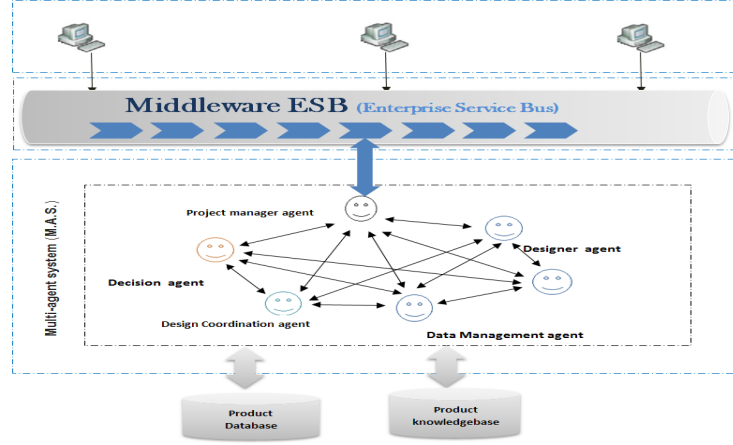 Middleware ESB (Enterprise Service Bus)
Multi-agent system (M.A.S.)
Project manager agent
Designer agent
Decision agent
Design Coordination agent
Data Management agent
Product
Database
Product
knowledgebase